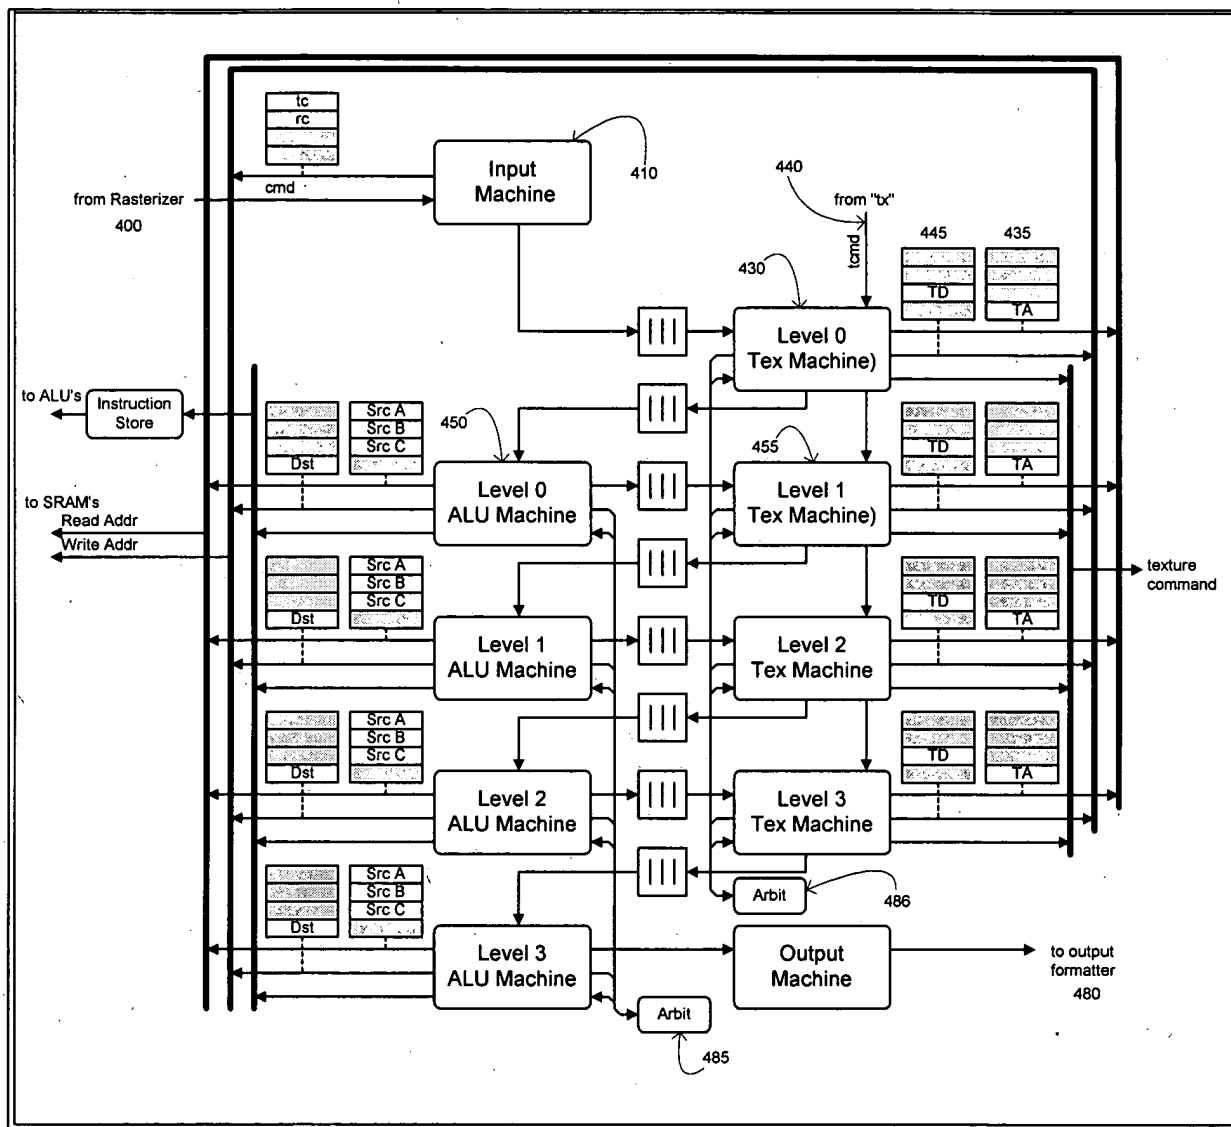 tc
rc
Input
Machine
410
cmd
from Rasterizer
400
440
from "tx"
tcmd
430
445
435
TD
TA
Level 0
Tex Machine)
to ALU's
Instruction
Store
Src A
Src B
Src C
Dst
450
Level 0
ALU Machine
455
Level 1
Tex Machine)
TD
TA
to SRAM's
Read Addr
Write Addr
texture
command
Src A
Src B
Src C
Dst
Level 1
ALU Machine
Level 2
Tex Machine
TD
TA
Src A
Src B
Src C
Dst
Level 2
ALU Machine
Level 3
Tex Machine
TD
TA
Src A
Src B
Src C
Dst
Arbit
486
Level 3
ALU Machine
Output
Machine
to output
formatter
480
Arbit
485